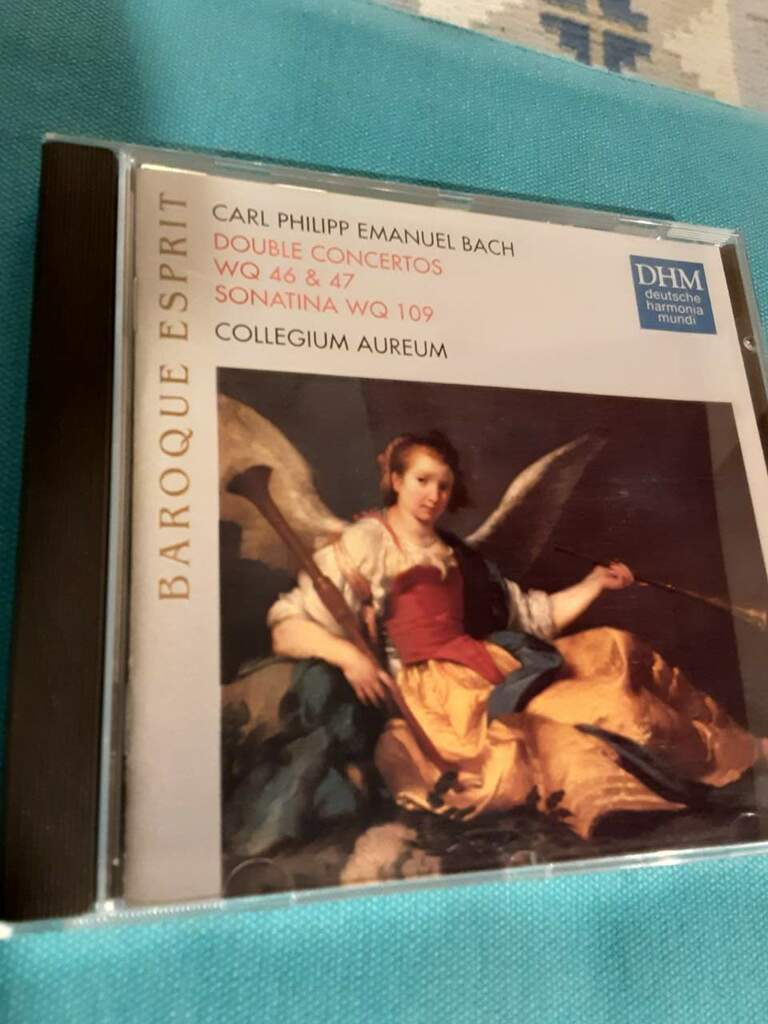 BAROQUE ESPRIT
CARL PHILIPP EMANUEL BACH
DOUBLE CONCERTOS
WQ 46 & 47
SONATINA WQ 109
COLLEGIUM AUREUM
DHM
deutsche
harmonia
mundi